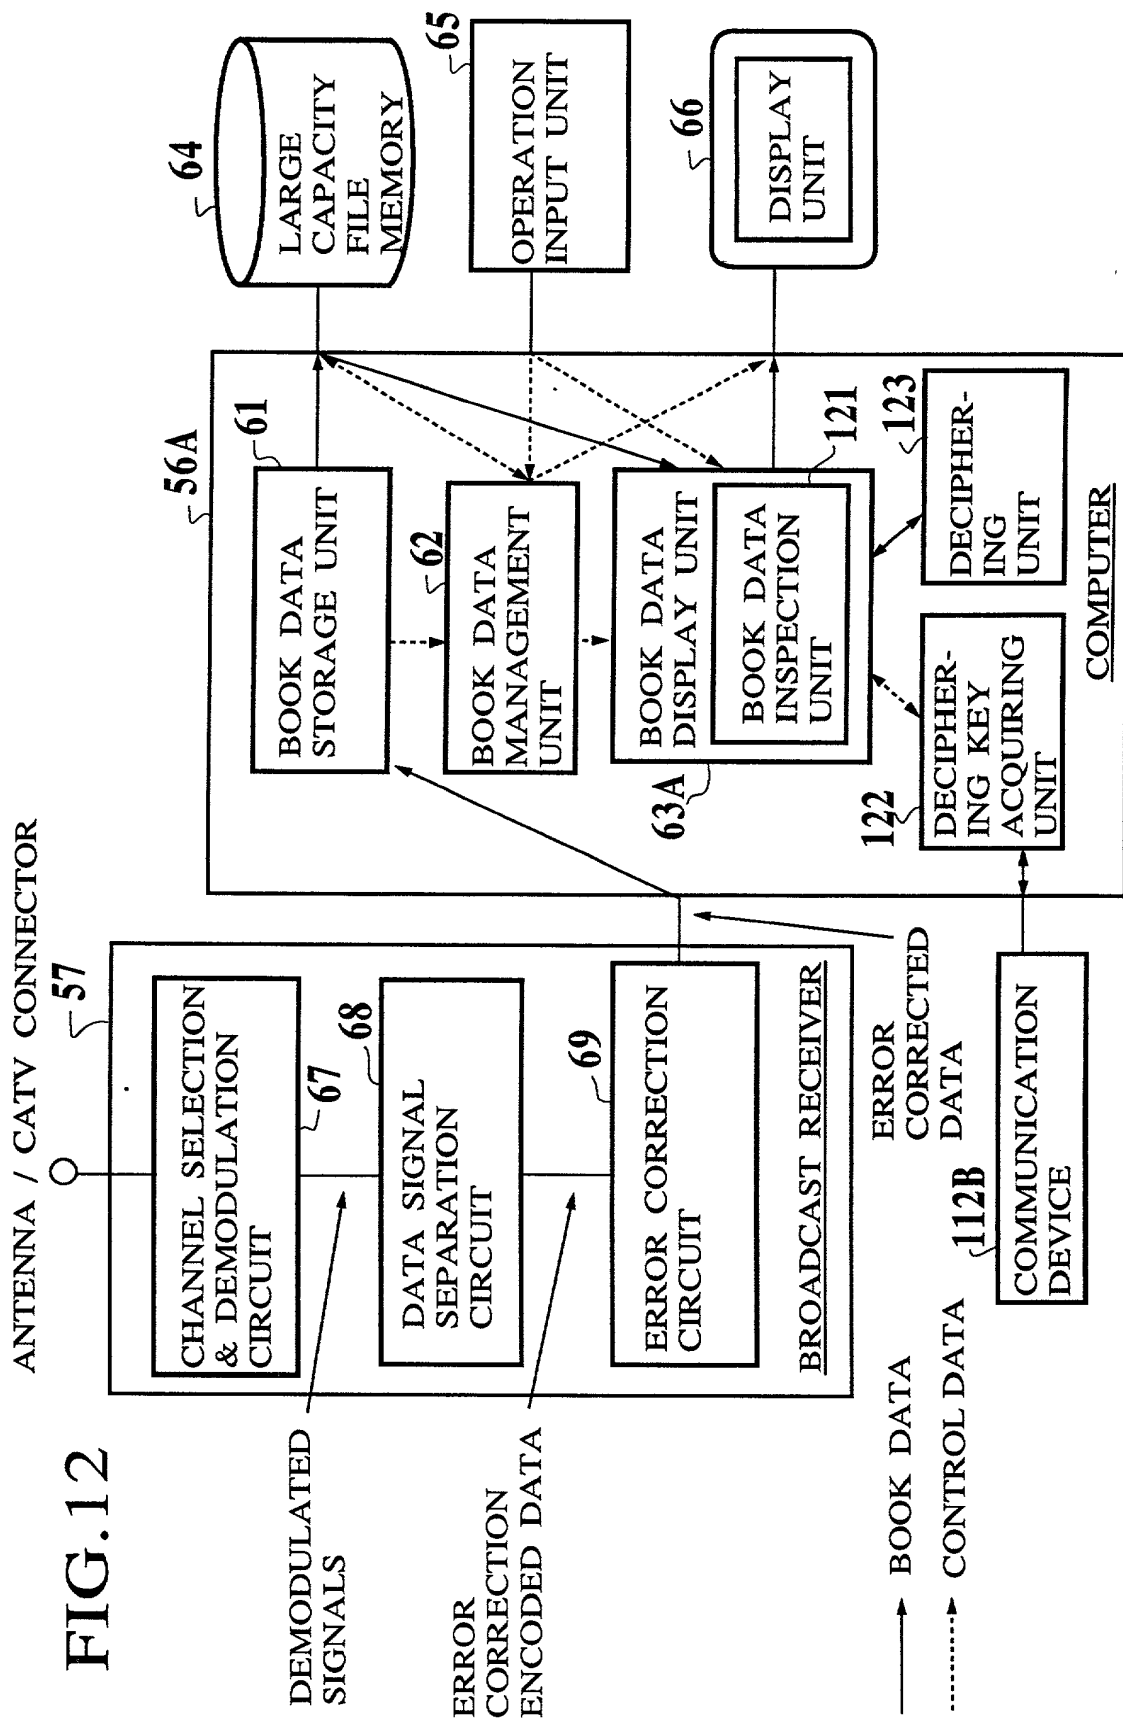 FIG.12
ANTENNA / CATV CONNECTOR
57
CHANNEL SELECTION
& DEMODULATION
CIRCUIT
67
DEMODULATED
SIGNALS
68
DATA SIGNAL
SEPARATION
CIRCUIT
ERROR
CORRECTION
ENCODED DATA
69
ERROR CORRECTION
CIRCUIT
BROADCAST RECEIVER
ERROR
CORRECTED
DATA
112B
COMMUNICATION
DEVICE
BOOK DATA
CONTROL DATA
56A
61
BOOK DATA
STORAGE UNIT
62
BOOK DATA
MANAGEMENT
UNIT
63A
BOOK DATA
DISPLAY UNIT
121
BOOK DATA
INSPECTION
UNIT
122
DECIPHER-
ING KEY
ACQUIRING
UNIT
123
DECIPHER-
ING
UNIT
COMPUTER
64
LARGE
CAPACITY
FILE
MEMORY
65
OPERATION
INPUT UNIT
66
DISPLAY
UNIT